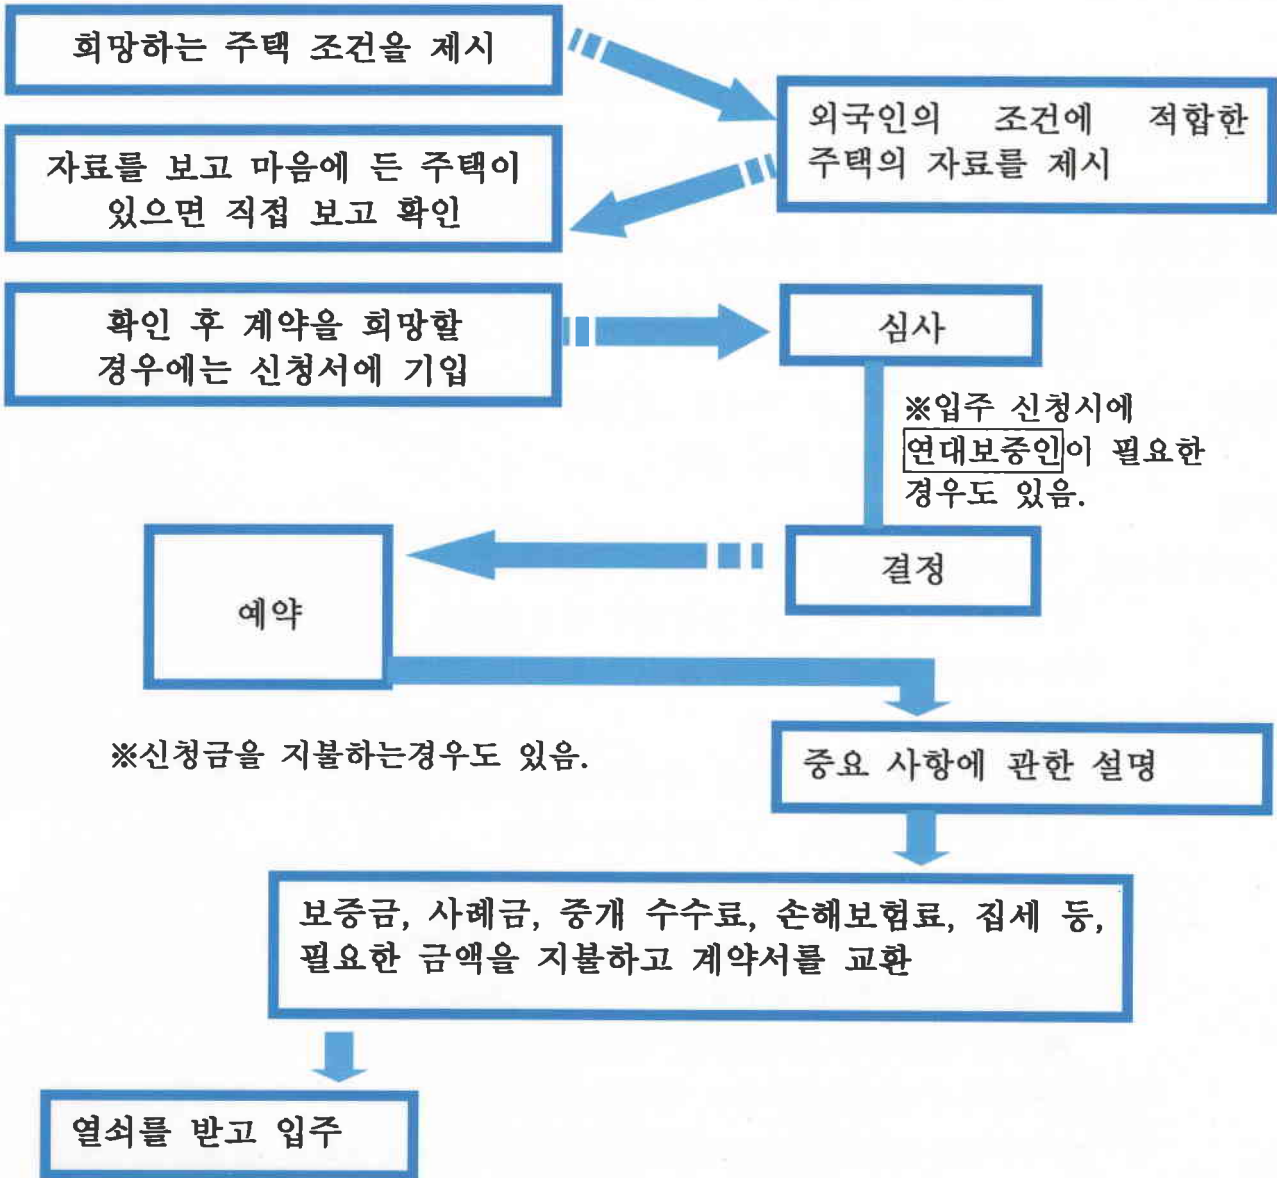 희망하는 주택 조건을 제시
외국인의 조건에 적합한
주택의 자료를 제시
자료를 보고 마음에 든 주택이
있으면 직접 보고 확인
확인 후 계약을 희망할
경우에는 신청서에 기입
심사
※입주 신청시에
연대보증인이 필요한
경우도 있음.
결정
예약
※신청금을 지불하는경우도 있음.
중요 사항에 관한 설명
보증금, 사례금, 중개 수수료, 손해보험료, 집세 등,
필요한 금액을 지불하고 계약서를 교환
열쇠를 받고 입주